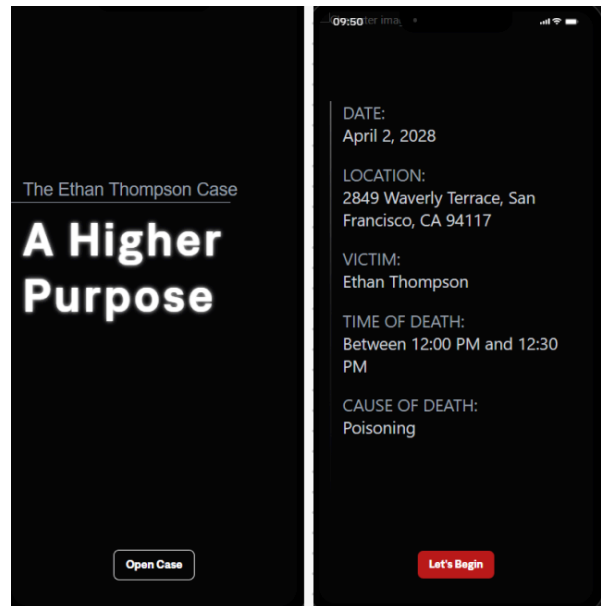 The Ethan Thompson Case
A Higher
Purpose
Open Case
09:50
DATE:
April 2, 2028
LOCATION:
2849 Waverly Terrace, San
Francisco, CA 94117
VICTIM:
Ethan Thompson
TIME OF DEATH:
Between 12:00 PM and 12:30
PM
CAUSE OF DEATH:
Poisoning
Let's Begin